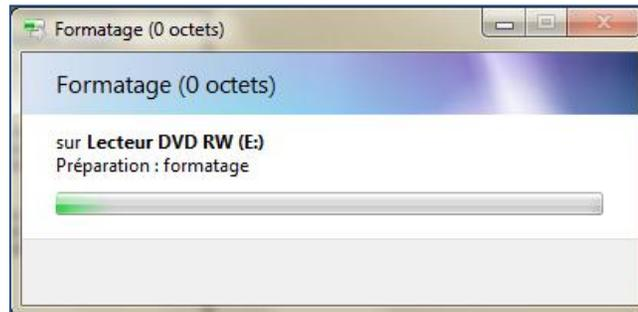 Formatage (0 octets)
Formatage (0 octets)
sur Lecteur DVD RW (E:)
Préparation : formatage